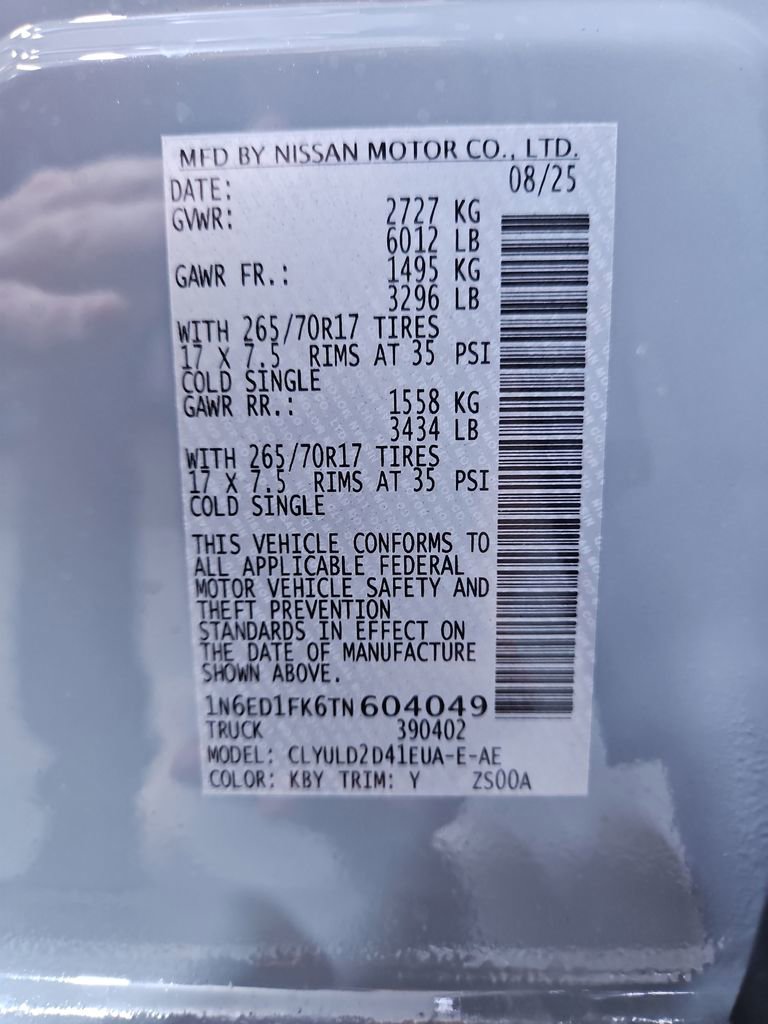 MFD BY NISSAN MOTOR CO., LTD.
DATE: 08/25
GVWR: 2727 KG
6012 LB
GAWR FR.: 1495 KG
3296 LB
WITH 265/70R17 TIRES
17 X 7.5 RIMS AT 35 PSI
COLD SINGLE
GAWR RR.: 1558 KG
3434 LB
WITH 265/70R17 TIRES
17 X 7.5 RIMS AT 35 PSI
COLD SINGLE
THIS VEHICLE CONFORMS TO
ALL APPLICABLE FEDERAL
MOTOR VEHICLE SAFETY AND
THEFT PREVENTION
STANDARDS IN EFFECT ON
THE DATE OF MANUFACTURE
SHOWN ABOVE.
1N6ED1FK6TN604049
TRUCK 390402
MODEL: CLYULD2D41EUA-E-AE
COLOR: KBY TRIM: Y ZS00A